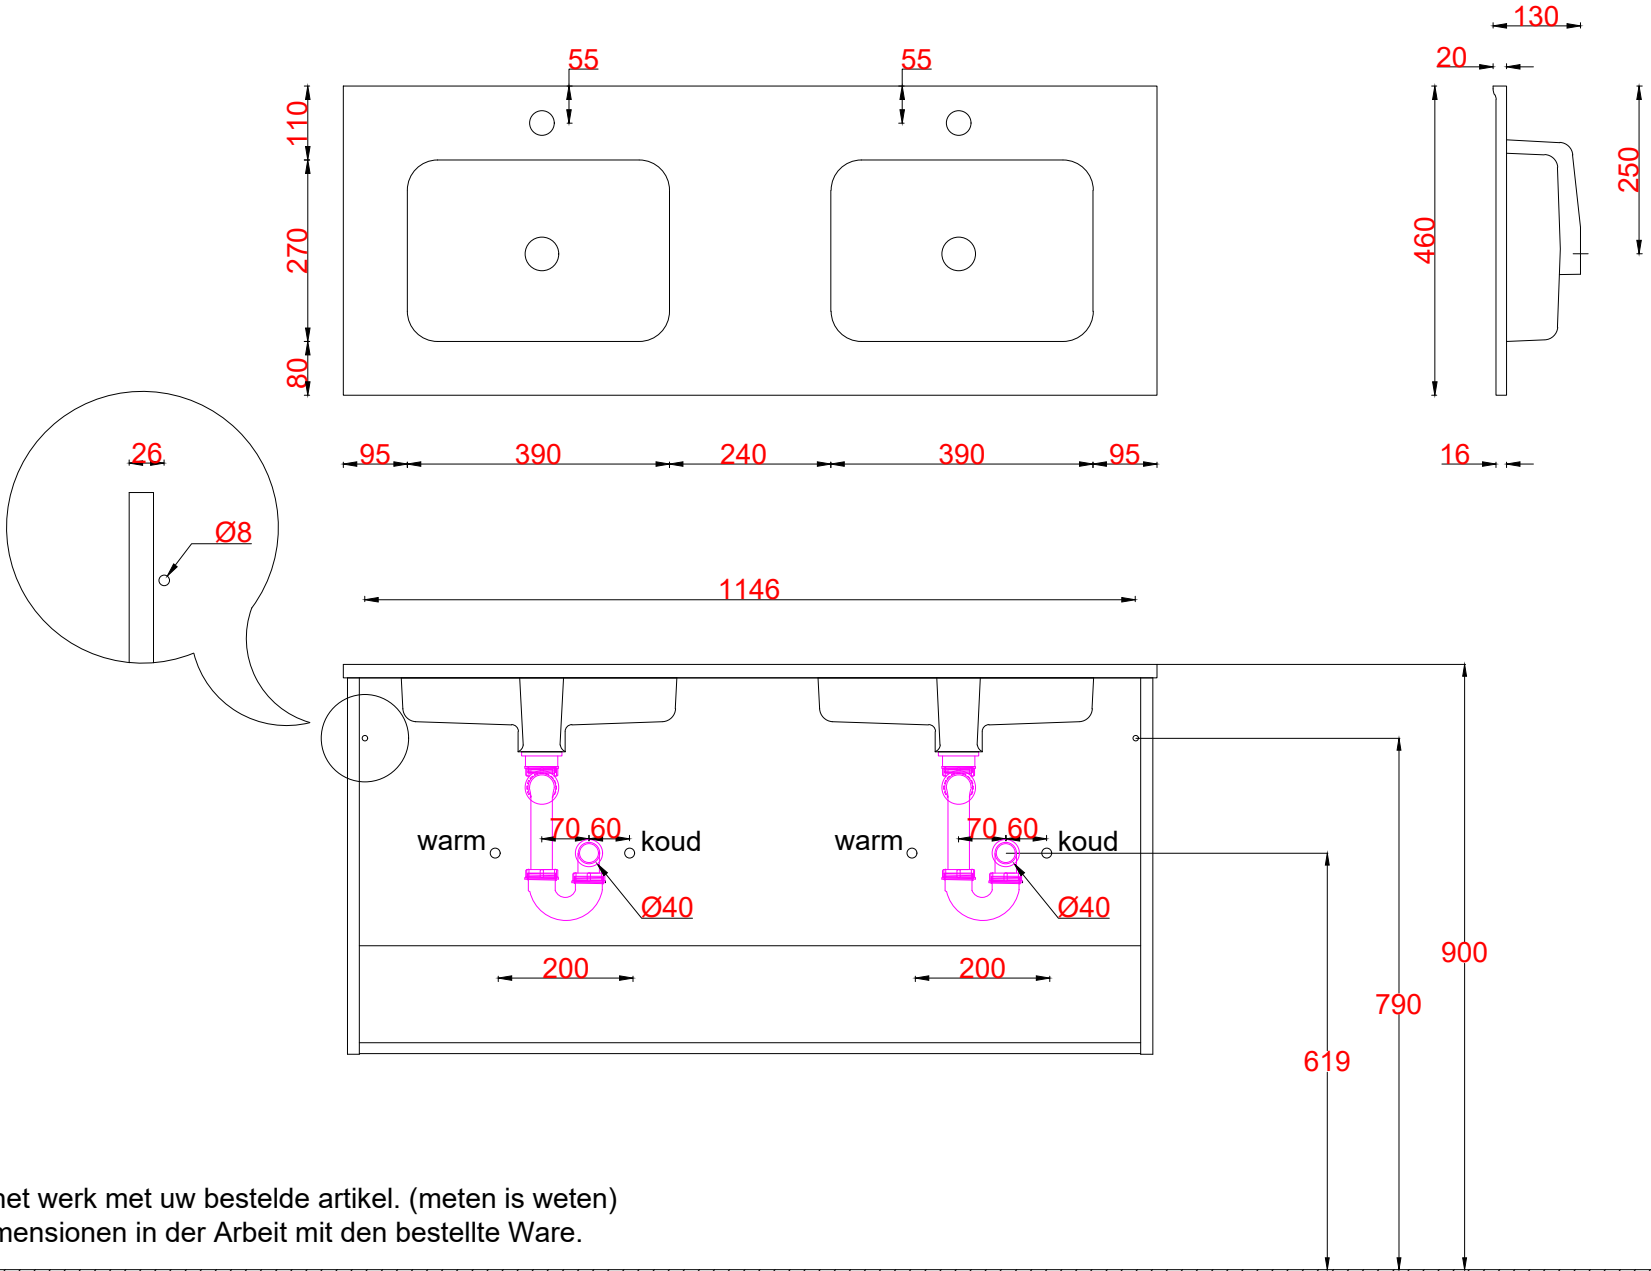 130
20
55
55
110
270
80
460
250
95
390
240
390
95
16
26
Ø8
1146
warm
70
60
koud
warm
70
60
koud
Ø40
Ø40
200
200
900
790
619
net werk met uw bestelde artikel. (meten is weten)
mensionen in der Arbeit mit den bestellte Ware.